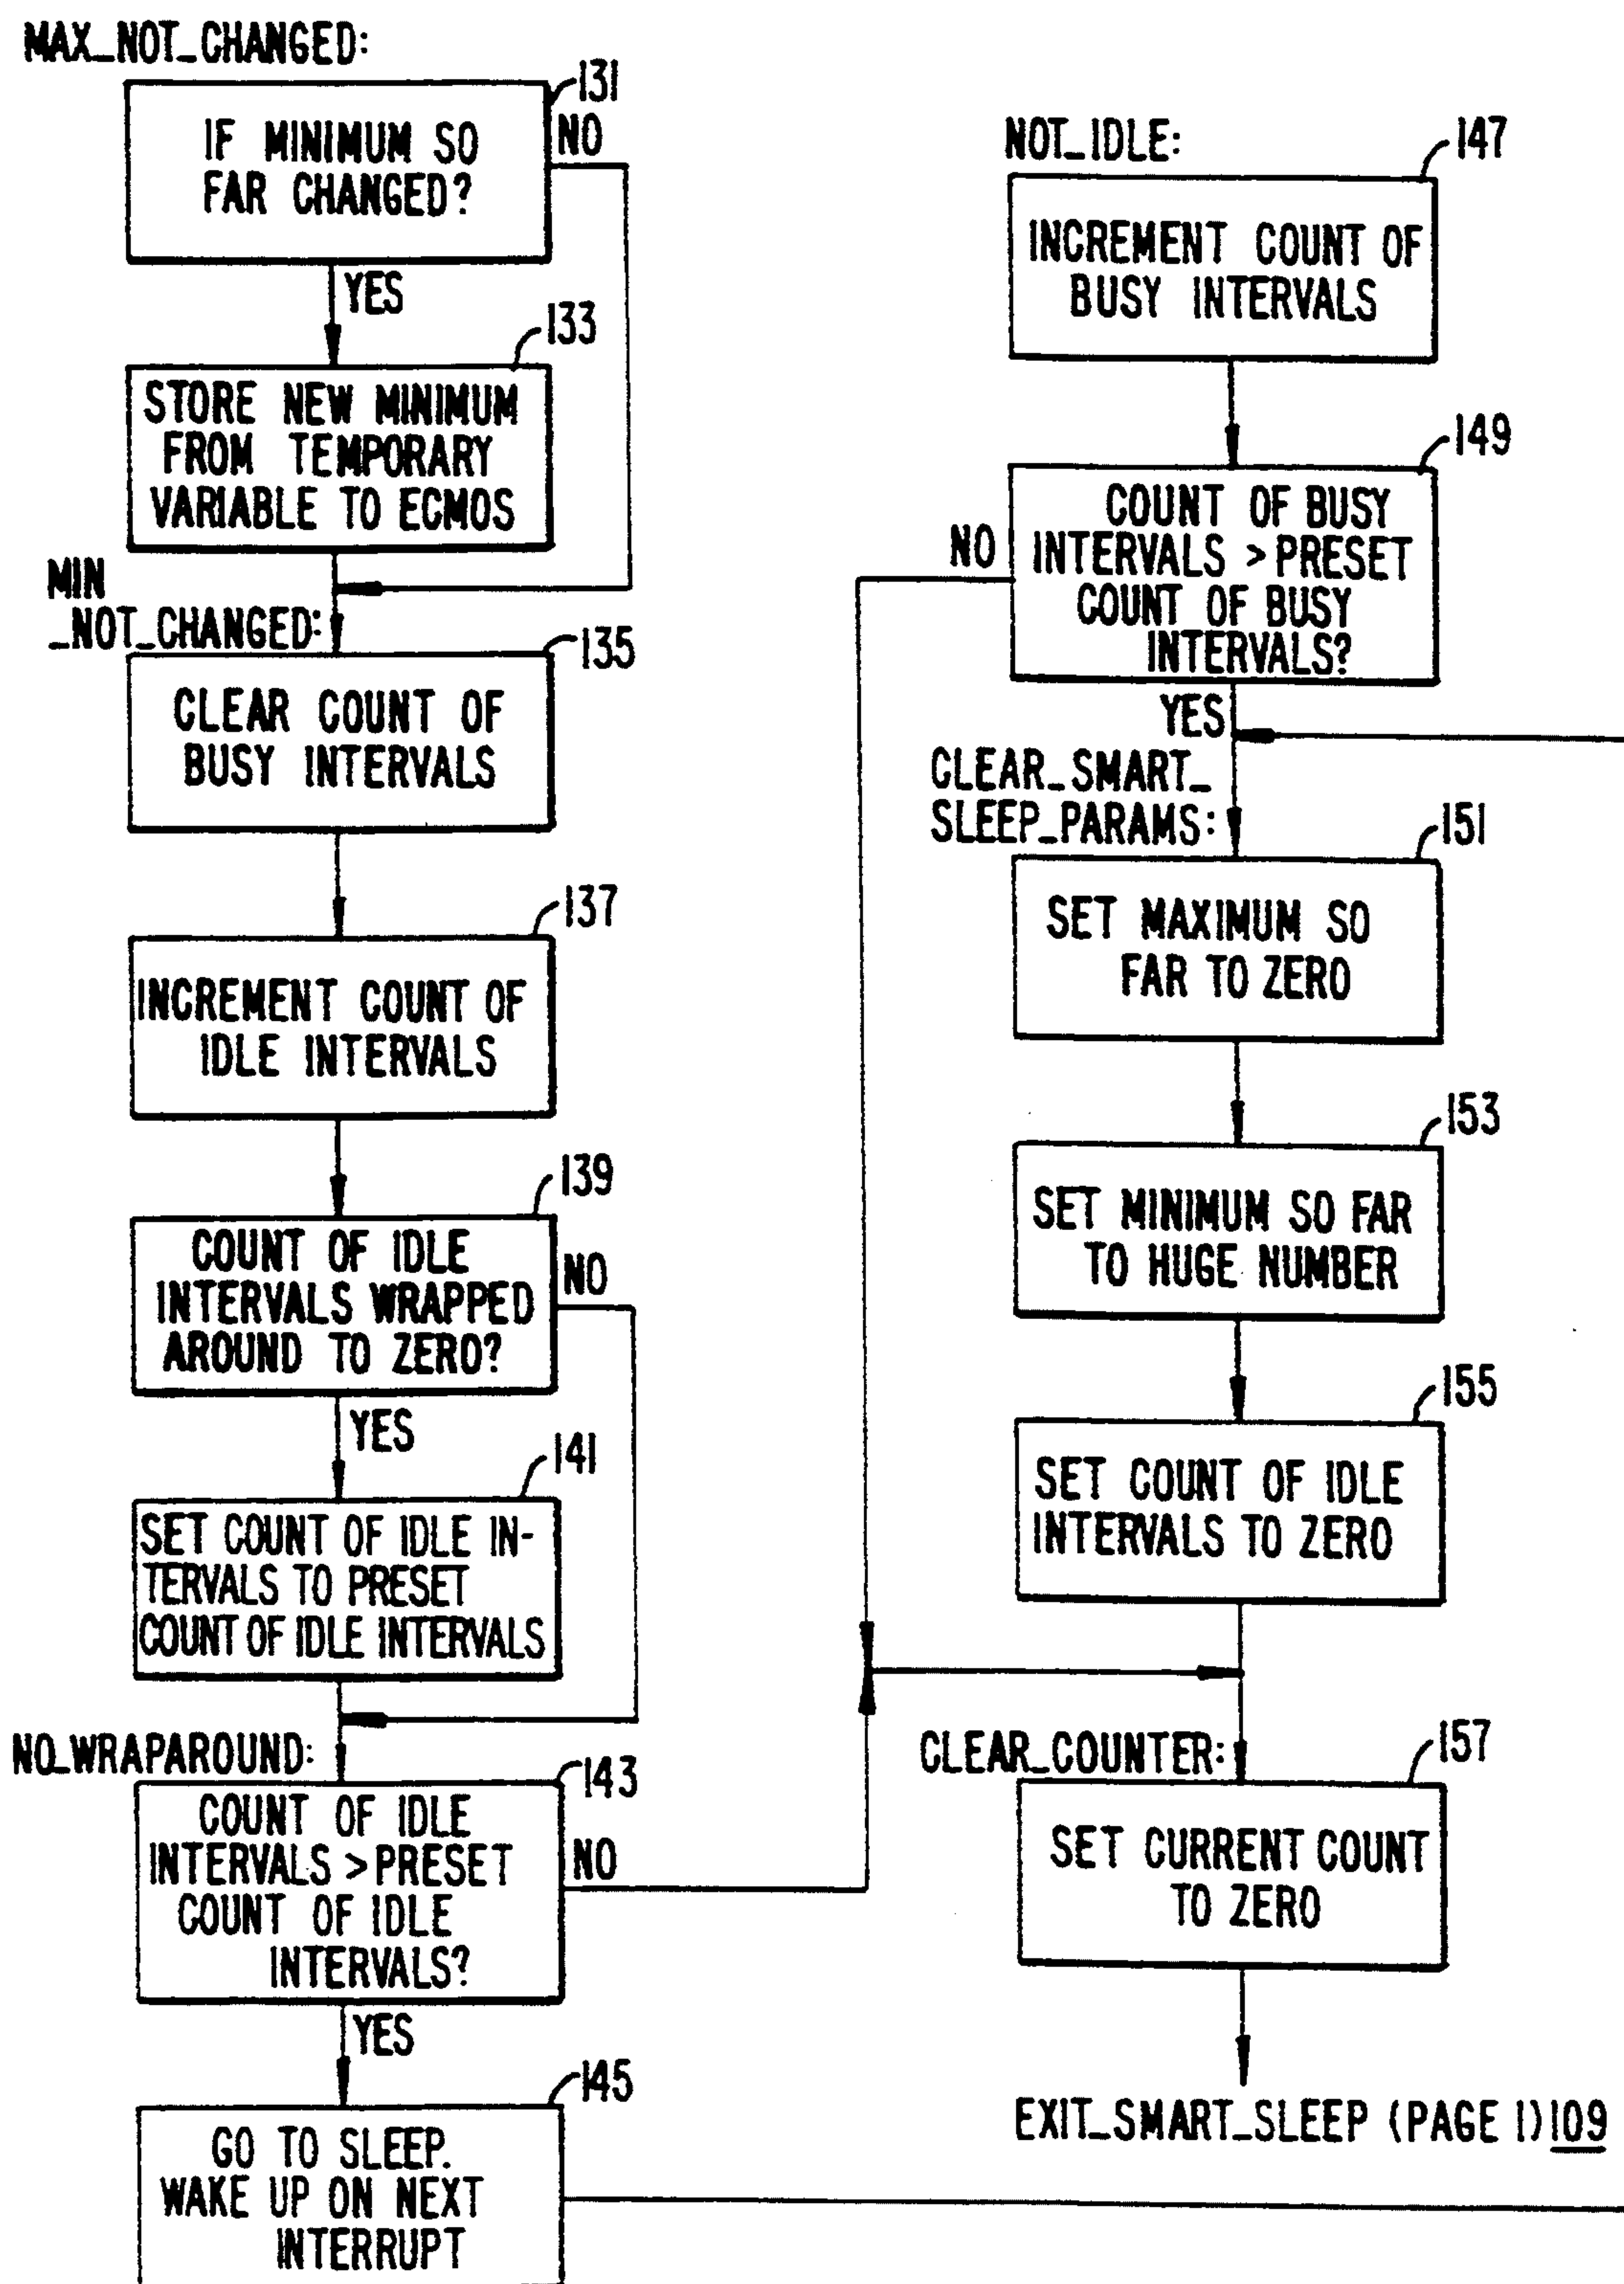 MAX_NOT_CHANGED:
131
IF MINIMUM SO
FAR CHANGED?
NO
YES
133
STORE NEW MINIMUM
FROM TEMPORARY
VARIABLE TO ECMOS
MIN
_NOT_CHANGED:
135
CLEAR COUNT OF
BUSY INTERVALS
137
INCREMENT COUNT OF
IDLE INTERVALS
139
COUNT OF IDLE
INTERVALS WRAPPED
AROUND TO ZERO?
NO
YES
141
SET COUNT OF IDLE IN-
TERVALS TO PRESET
COUNT OF IDLE INTERVALS
NO_WRAPAROUND:
143
COUNT OF IDLE
INTERVALS > PRESET
COUNT OF IDLE
INTERVALS?
NO
YES
145
GO TO SLEEP.
WAKE UP ON NEXT
INTERRUPT
NOT_IDLE:
147
INCREMENT COUNT OF
BUSY INTERVALS
149
COUNT OF BUSY
INTERVALS > PRESET
COUNT OF BUSY
INTERVALS?
NO
YES
CLEAR_SMART_
SLEEP_PARAMS:
151
SET MAXIMUM SO
FAR TO ZERO
153
SET MINIMUM SO FAR
TO HUGE NUMBER
155
SET COUNT OF IDLE
INTERVALS TO ZERO
CLEAR_COUNTER:
157
SET CURRENT COUNT
TO ZERO
EXIT_SMART_SLEEP (PAGE 1) 109